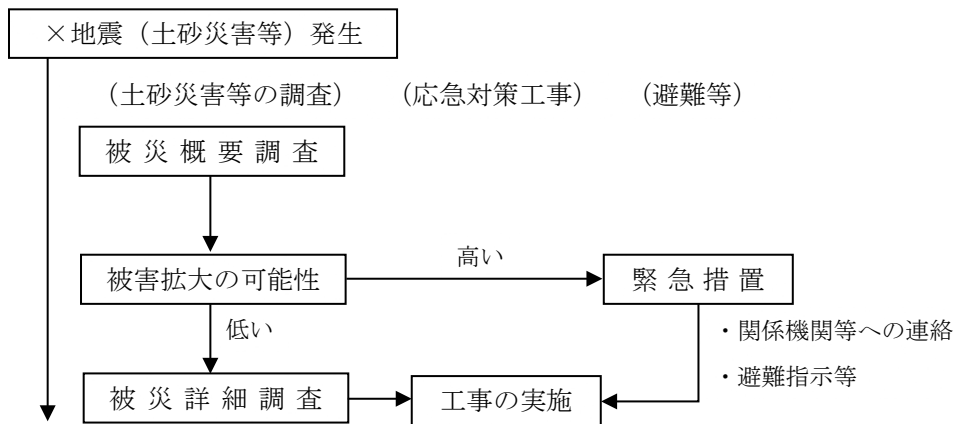 ×地震（土砂災害等）発生
（土砂災害等の調査）　（応急対策工事）　（避難等）
被災概要調査
高い
被害拡大の可能性
緊急措置
低い
・関係機関等への連絡
・避難指示等
被災詳細調査
工事の実施